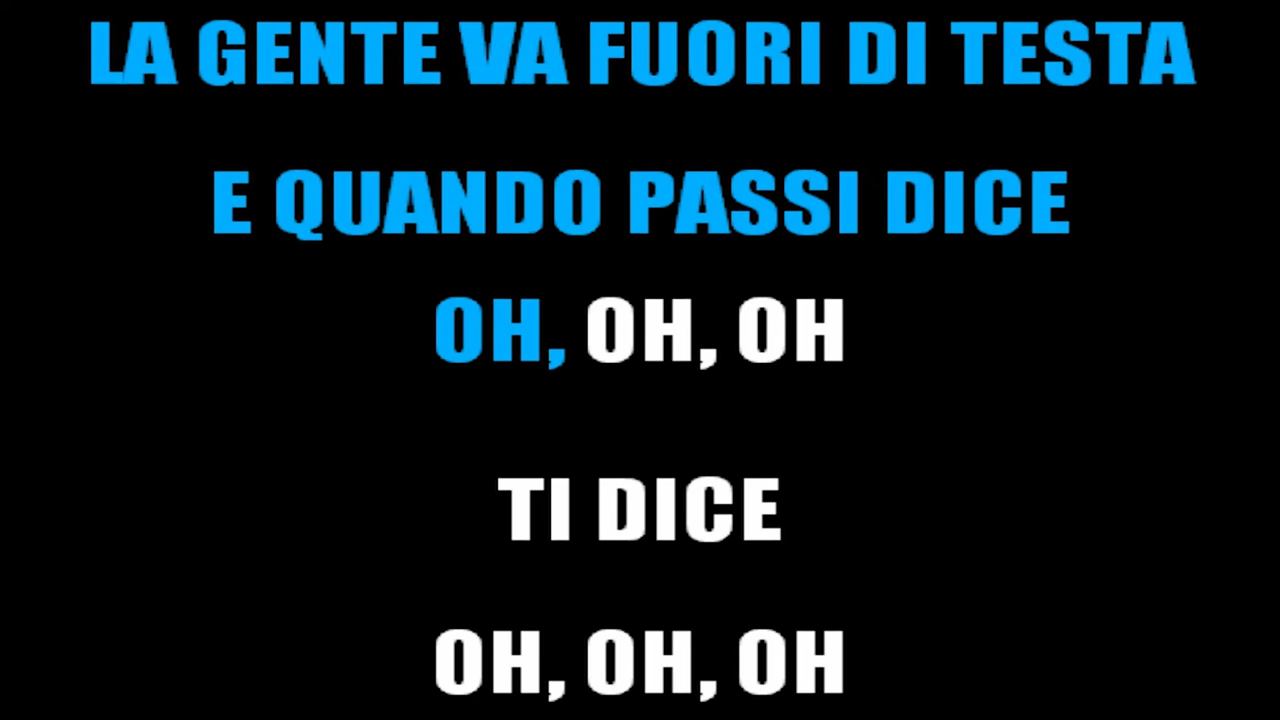 LA GENTE VA FUORI DI TESTA
E QUANDO PASSI DICE
OH, OH, OH
TI DICE
OH, OH, OH